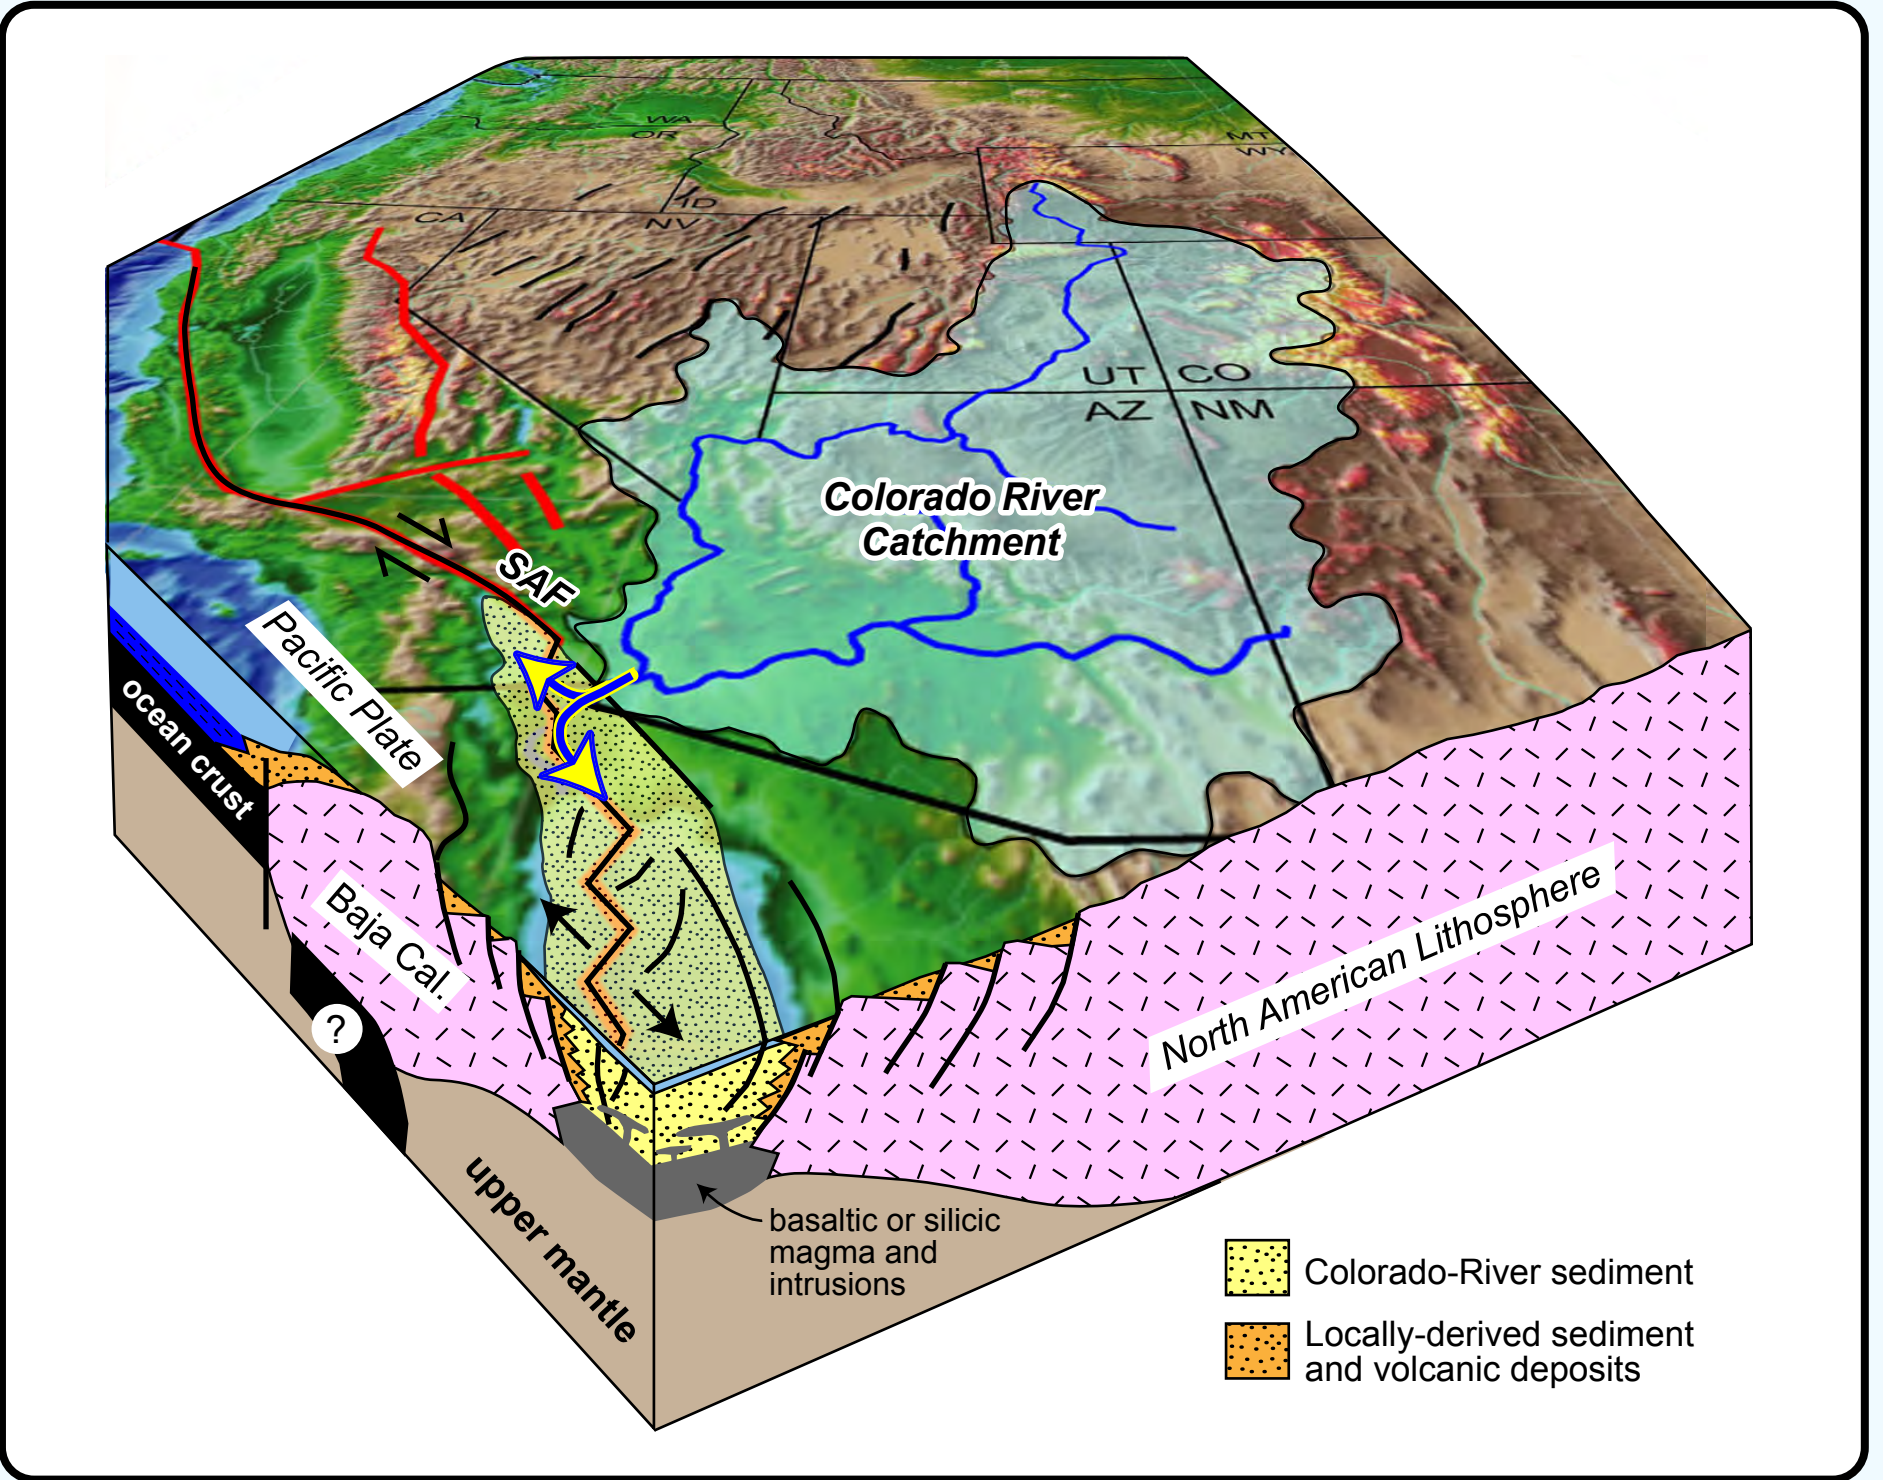 WA
OR
MT
WY
CA
ID
NV
UT CO
AZ NM
Colorado River
Catchment
SAF
Pacific Plate
ocean crust
Baja Cal.
?
North American Lithosphere
upper mantle
basaltic or silicic
magma and
intrusions
Colorado-River sediment
Locally-derived sediment
and volcanic deposits